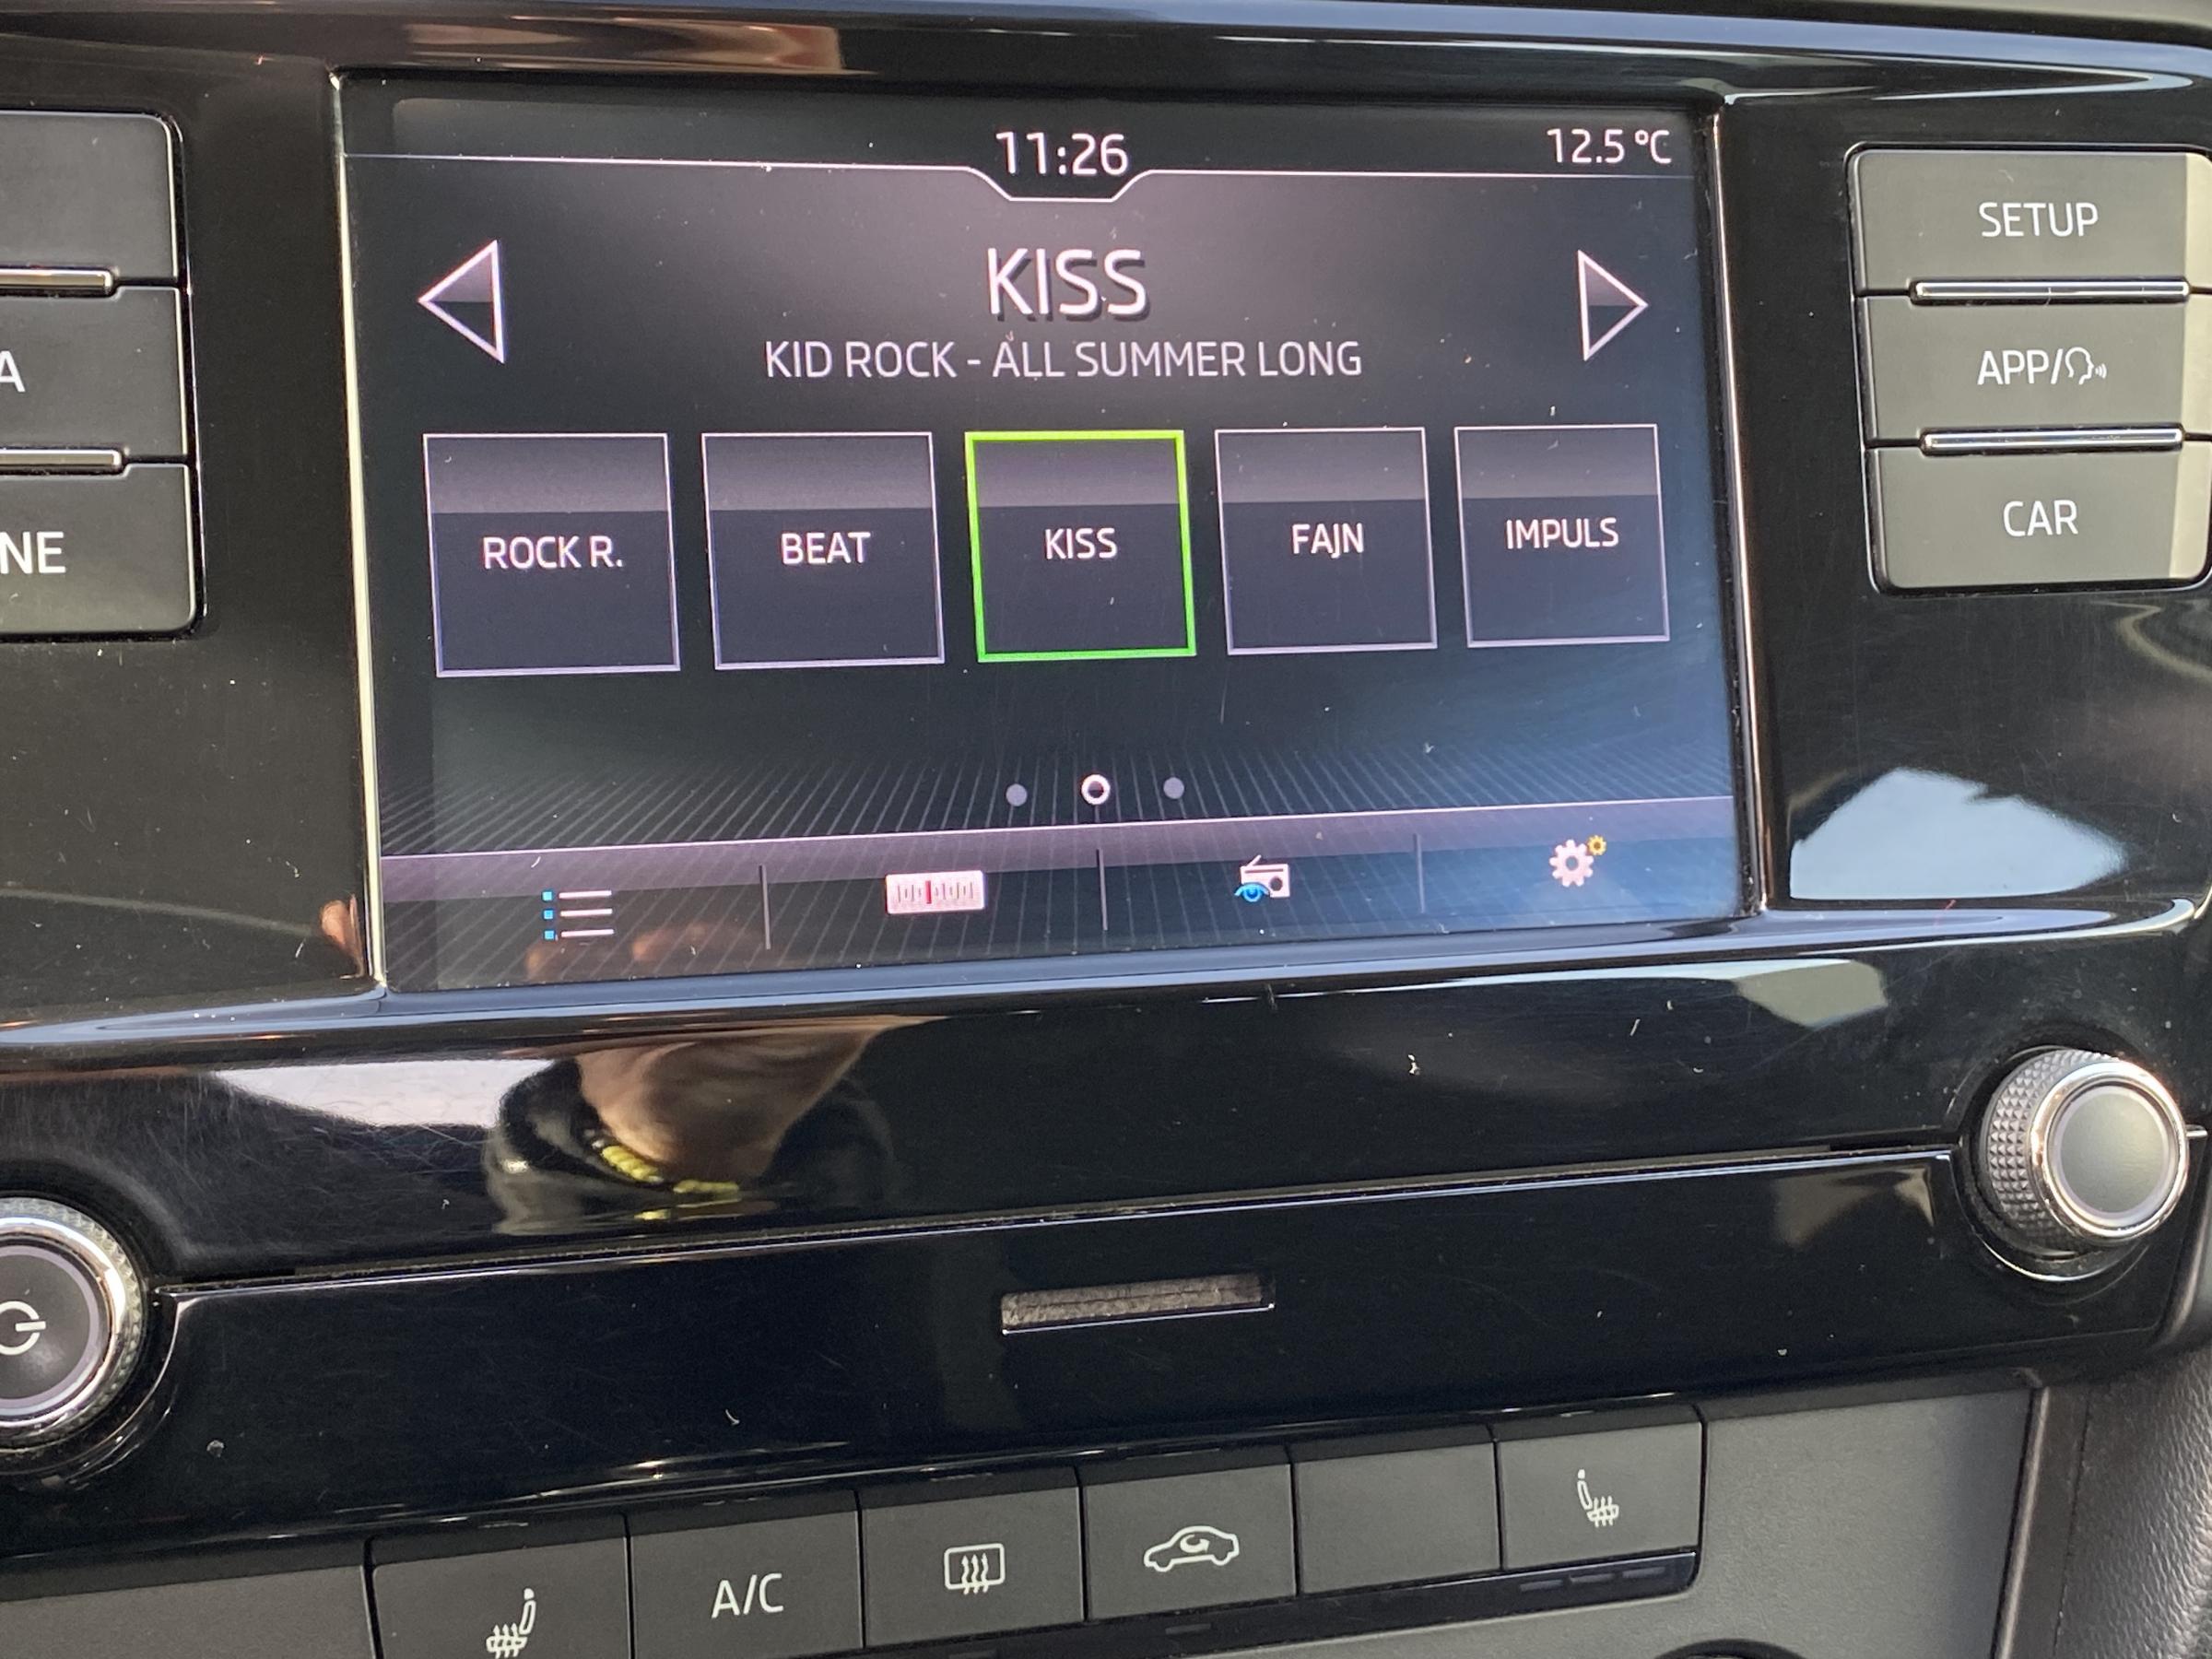 11:26
12.5 °C
KISS
KID ROCK - ALL SUMMER LONG
ROCK R.
BEAT
KISS
FAJN
IMPULS
SETUP
APP/
CAR
A
NE
A/C